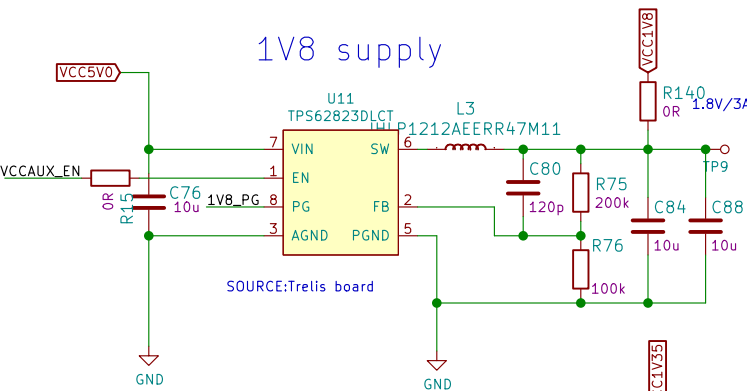 1V8 supply
VCC5V0
VCC1V8
R140
0R
1.8V/3A
U11
TPS62823DLCT
L3
IHLP1212AEERR47M11
7
VIN
SW
6
TP9
VCCAUX_EN
1
EN
C80
120p
R75
200k
0R
R15
C76
10u
1V8_PG
8
PG
FB
2
C84
10u
C88
10u
3
AGND
PGND
5
R76
100k
SOURCE:Trelis board
GND
GND